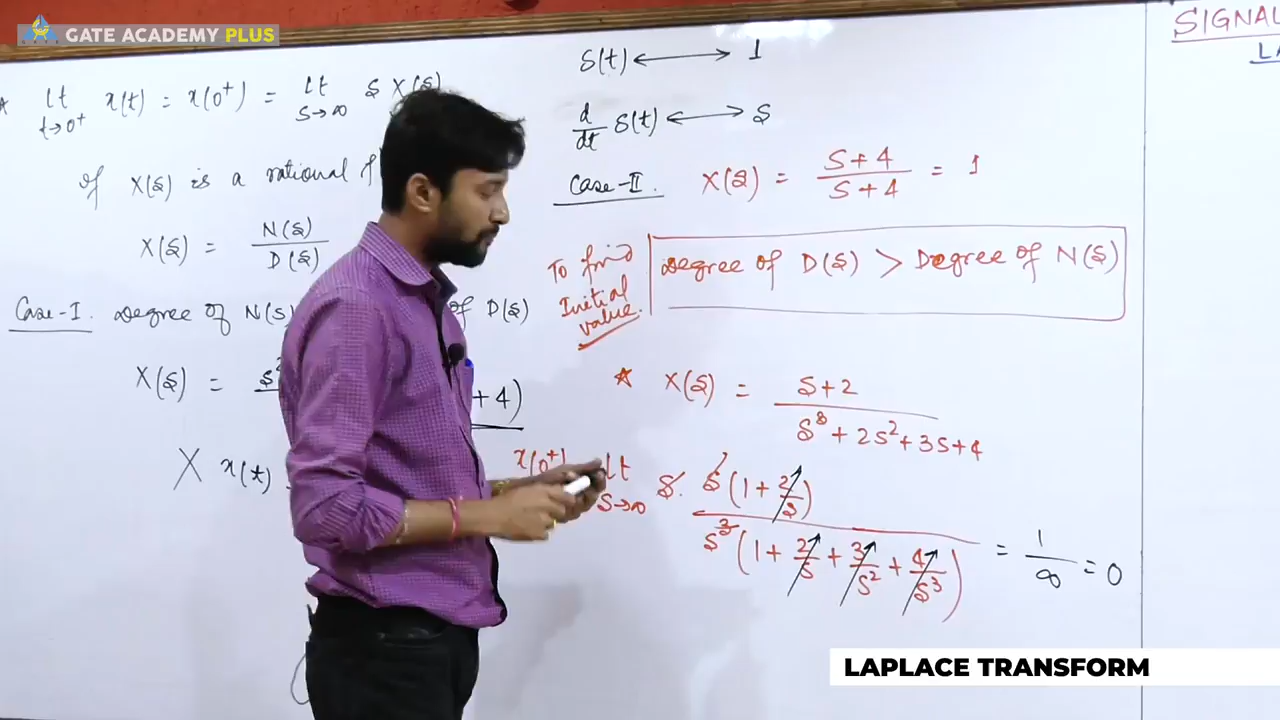 GATE ACADEMY PLUS
SIGNAL
LA
* lt x(t) = x(0⁺) = lt S X(S)
t→0⁺ S→∞
If X(S) is a rational f
X(S) = N(S)
D(S)
Case-I. Degree of N(S) of D(S)
X(S) = S²
+4)
X x(t)
δ(t) ⟷ 1
d/dt δ(t) ⟷ S
Case-II. X(S) = S+4 / S+4 = 1
To find
Initial
value.
Degree of D(S) > Degree of N(S)
* X(S) = S+2
S³ + 2S² + 3S + 4
x(0⁺) lt S. S(1 + 2/S)
S→∞ S³(1 + 2/S + 3/S² + 4/S³) = 1/∞ = 0
LAPLACE TRANSFORM